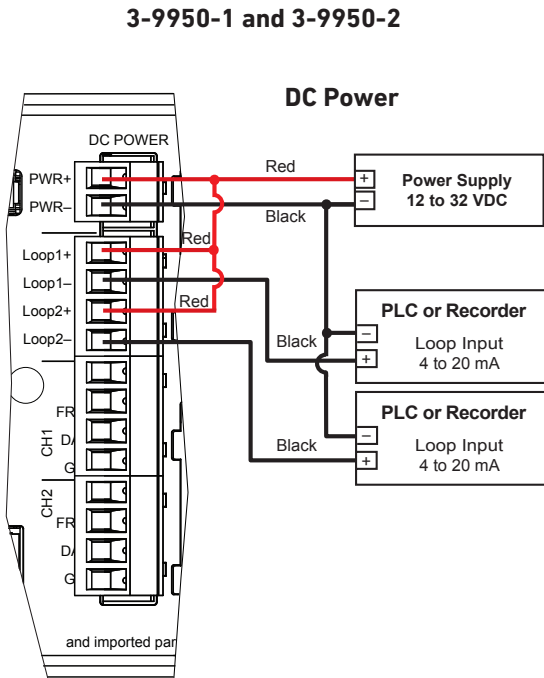 3-9950-1 and 3-9950-2
DC Power
DC POWER
PWR+
PWR–
Loop1+
Loop1–
Loop2+
Loop2–
CH1
FR
D/
G
CH2
FR
D/
G
and imported par
Red
Black
Red
Red
Black
Black
+
–
Power Supply
12 to 32 VDC
PLC or Recorder
–
Loop Input
+
4 to 20 mA
PLC or Recorder
–
Loop Input
+
4 to 20 mA